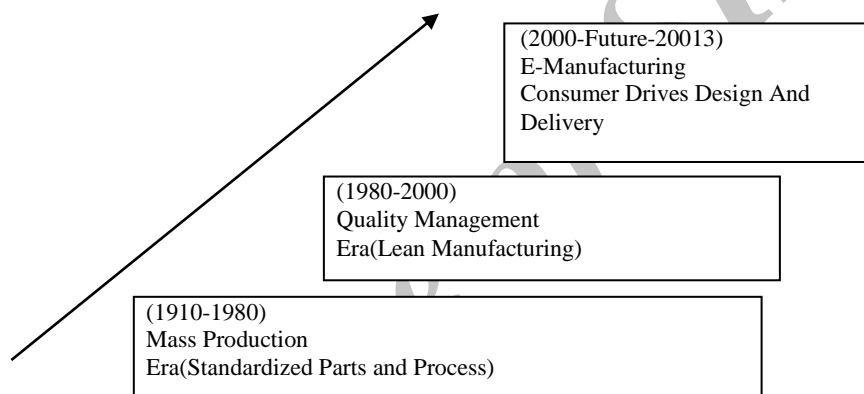 (2000-Future-20013)
E-Manufacturing
Consumer Drives Design And
Delivery
(1980-2000)
Quality Management
Era(Lean Manufacturing)
(1910-1980)
Mass Production
Era(Standardized Parts and Process)